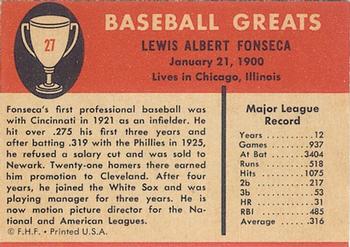 27
BASEBALL GREATS
LEWIS ALBERT FONSECA
January 21, 1900
Lives in Chicago, Illinois
Fonseca's first professional baseball was
with Cincinnati in 1921 as an infielder. He
hit over .275 his first three years and
after batting .319 with the Phillies in 1925,
he refused a salary cut and was sold to
Newark. Twenty-one homers there earned
him promotion to Cleveland. After four
years, he joined the White Sox and was
playing manager for three years. He is
now motion picture director for the Na-
tional and American Leagues.
© F.H.F. • Printed U.S.A.
Major League
Record
Years 12
Games 937
At Bat 3404
Runs 518
Hits 1075
2b 217
3b 53
HR 31
RBI 485
Average .316